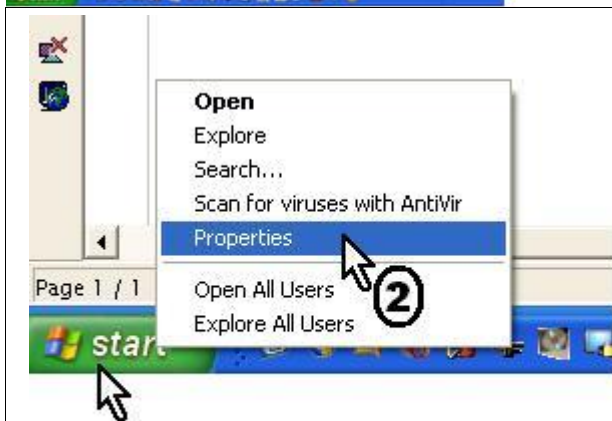 Open
Explore
Search...
Scan for viruses with AntiVir
Properties
2
Page 1 / 1
Open All Users
Explore All Users
start